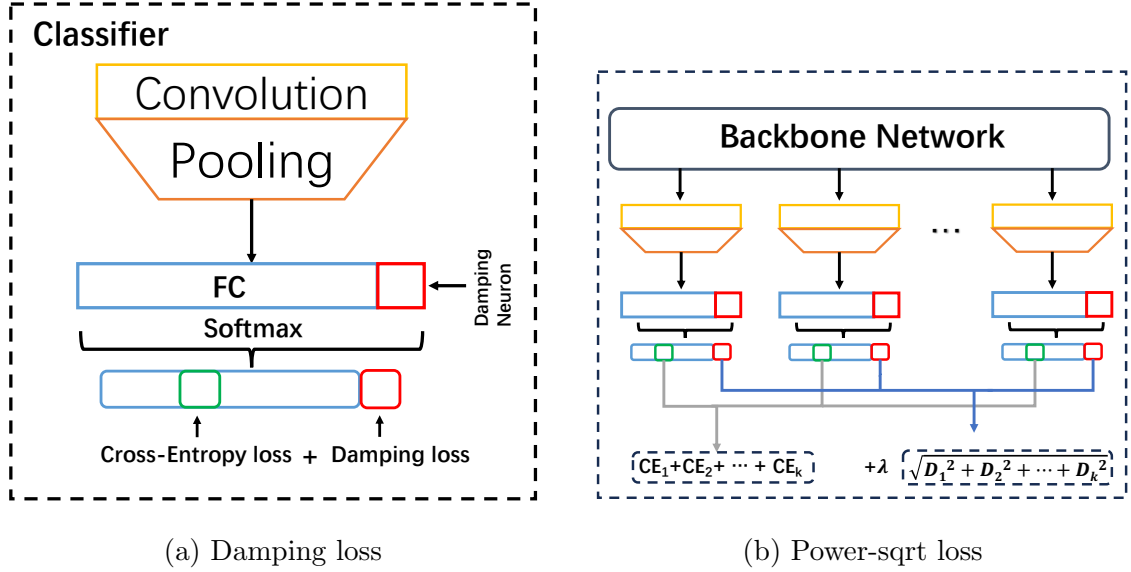 Classifier
Convolution
Pooling
FC
Damping
Neuron
Softmax
Cross-Entropy loss + Damping loss
(a) Damping loss
Backbone Network
...
CE₁+CE₂+ ⋯ + CEₖ +λ √(D₁² + D₂² + ⋯ + Dₖ²)
(b) Power-sqrt loss